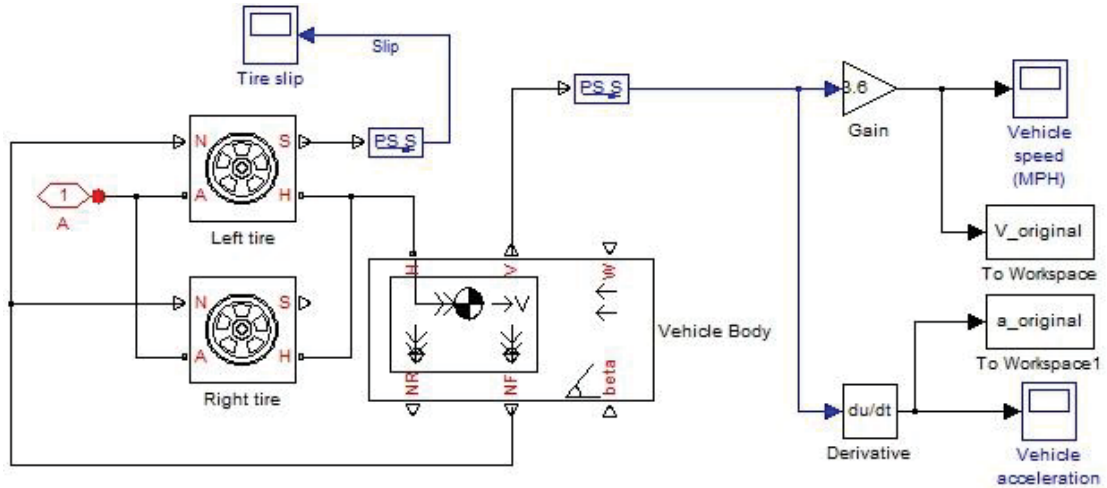 Slip
Tire slip
PS S
3.6
Gain
Vehicle
speed
(MPH)
N
S
PS S
1
A
A
H
Left tire
V_original
To Workspace
H
V
W
N
S
V
a_original
To Workspace1
Vehicle Body
A
H
Right tire
NR
NF
beta
du/dt
Derivative
Vehicle
acceleration